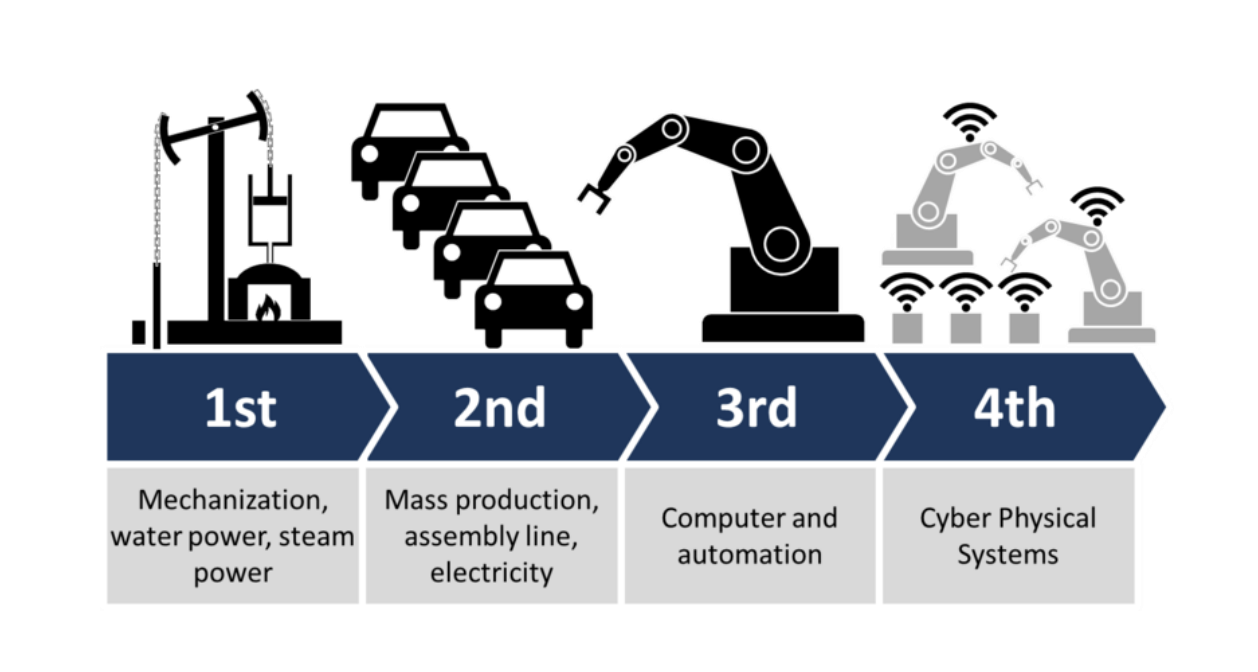 1st
2nd
3rd
4th
Mechanization,
water power, steam
power
Mass production,
assembly line,
electricity
Computer and
automation
Cyber Physical
Systems